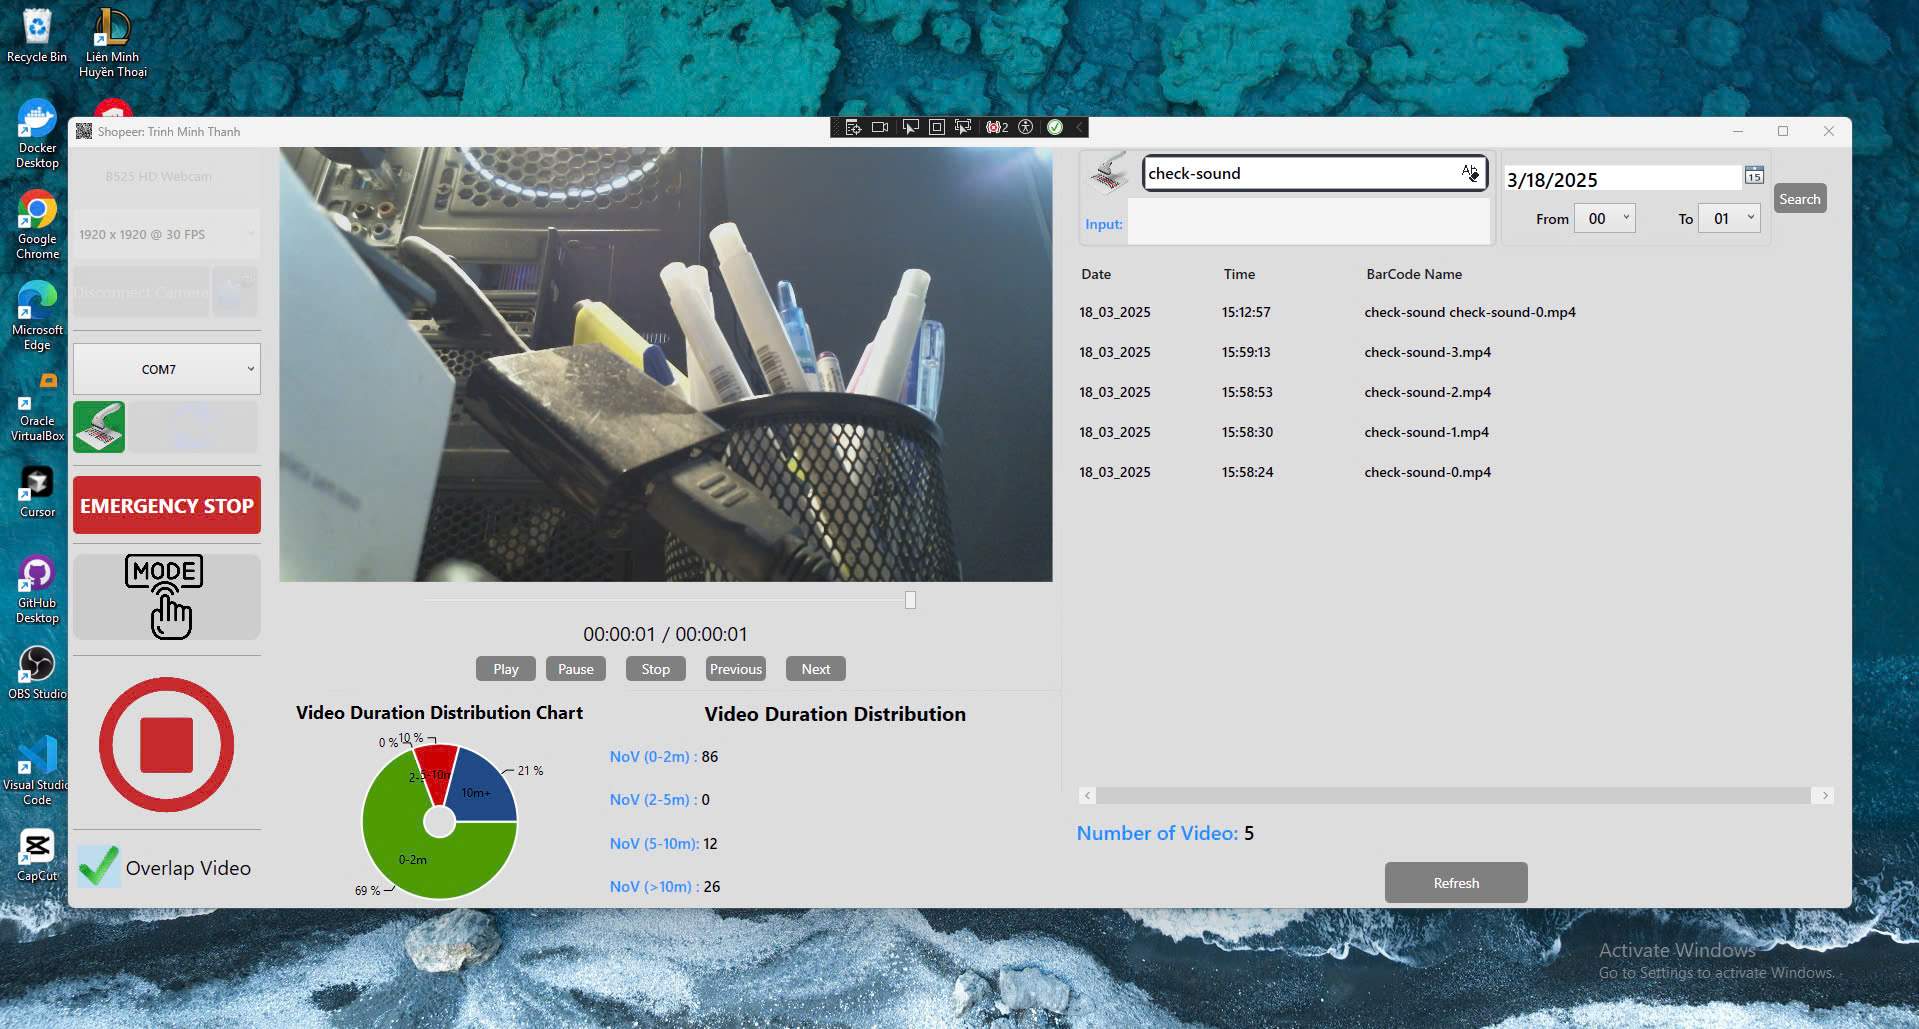 Recycle Bin
Liên Minh
Huyền Thoại
Docker
Desktop
Google
Chrome
Microsoft
Edge
Oracle
VirtualBox
Cursor
GitHub
Desktop
OBS Studio
Visual Studio
Code
CapCut
Shopeer: Trinh Minh Thanh
2
B525 HD Webcam
1920 x 1920 @ 30 FPS
Disconnect Camera
COM7
EMERGENCY STOP
MODE
Overlap Video
00:00:01 / 00:00:01
Play
Pause
Stop
Previous
Next
Video Duration Distribution Chart
0 %
10 %
21 %
2-
5-10m
10m+
0-2m
69 %
Video Duration Distribution
NoV (0-2m) : 86
NoV (2-5m) : 0
NoV (5-10m): 12
NoV (>10m) : 26
check-sound
Input:
3/18/2025
15
From 00
To 01
Search
Date Time BarCode Name
18_03_2025 15:12:57 check-sound check-sound-0.mp4
18_03_2025 15:59:13 check-sound-3.mp4
18_03_2025 15:58:53 check-sound-2.mp4
18_03_2025 15:58:30 check-sound-1.mp4
18_03_2025 15:58:24 check-sound-0.mp4
Number of Video: 5
Refresh
Activate Windows
Go to Settings to activate Windows.